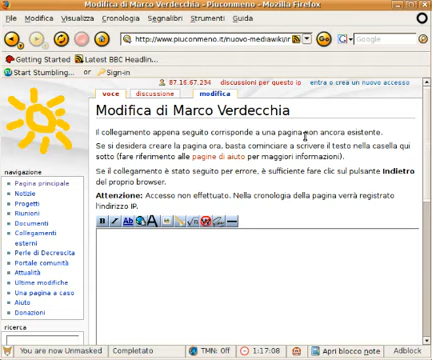 Modifica di Marco Verdecchia - Piuconmeno - Mozilla Firefox
File Modifica Visualizza Cronologia Segnalibri Strumenti Guida
http://www.piuconmeno.it/nuovo-mediawiki/ir
Go
Google
Getting Started Latest BBC Headlin...
Start Stumbling... or Sign-in
87.16.67.234 discussioni per questo ip entra o crea un nuovo accesso
voce discussione modifica
Modifica di Marco Verdecchia
Il collegamento appena seguito corrisponde a una pagina non ancora esistente.
Se si desidera creare la pagina ora, basta cominciare a scrivere il testo nella casella qui
sotto (fare riferimento alle pagine di aiuto per maggiori informazioni).
Se il collegamento è stato seguito per errore, è sufficiente fare clic sul pulsante Indietro
del proprio browser.
Attenzione: Accesso non effettuato. Nella cronologia della pagina verrà registrato
l'indirizzo IP.
B I Ab A
navigazione
Pagina principale
Notizie
Progetti
Riunioni
Documenti
Collegamenti
esterni
Perle di Decrescita
Portale comunità
Attualità
Ultime modifiche
Una pagina a caso
Aiuto
Donazioni
ricerca
You are now Unmasked Completato TMN: Off 1:17:08 Apri blocco note Adblock